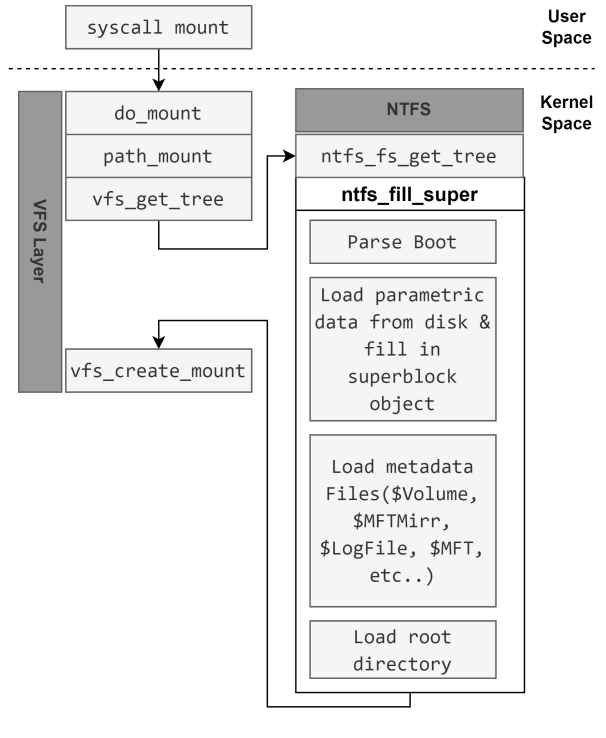 syscall mount
User
Space
Kernel
Space
VFS Layer
do_mount
path_mount
vfs_get_tree
vfs_create_mount
NTFS
ntfs_fs_get_tree
ntfs_fill_super
Parse Boot
Load parametric
data from disk &
fill in
superblock
object
Load metadata
Files($Volume,
$MFTMirr,
$LogFile, $MFT,
etc..)
Load root
directory